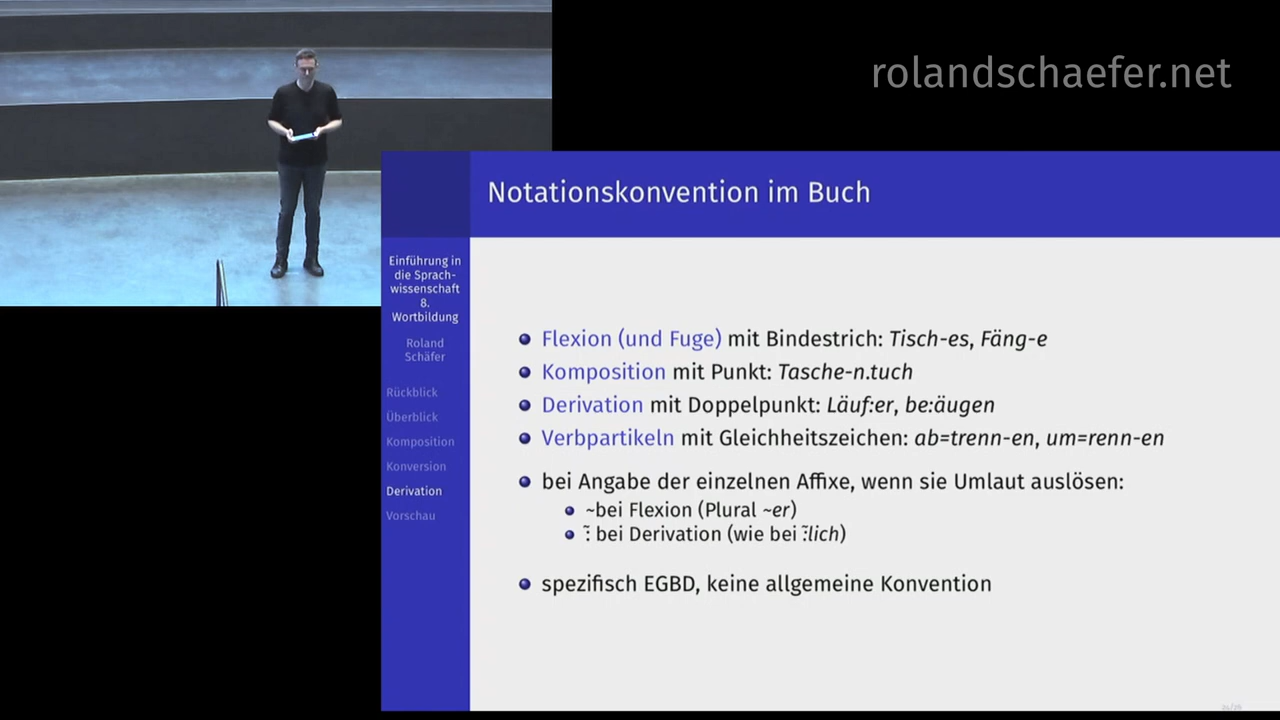 rolandschaefer.net
Notationskonvention im Buch
Einführung in
die Sprach-
wissenschaft
8.
Wortbildung
Roland
Schäfer
Rückblick
Überblick
Komposition
Konversion
Derivation
Vorschau
Flexion (und Fuge) mit Bindestrich: Tisch-es, Fäng-e
Komposition mit Punkt: Tasche-n.tuch
Derivation mit Doppelpunkt: Läuf:er, be:äugen
Verbpartikeln mit Gleichheitszeichen: ab=trenn-en, um=renn-en
bei Angabe der einzelnen Affixe, wenn sie Umlaut auslösen:
~bei Flexion (Plural ~er)
:̃ bei Derivation (wie bei :̃lich)
spezifisch EGBD, keine allgemeine Konvention